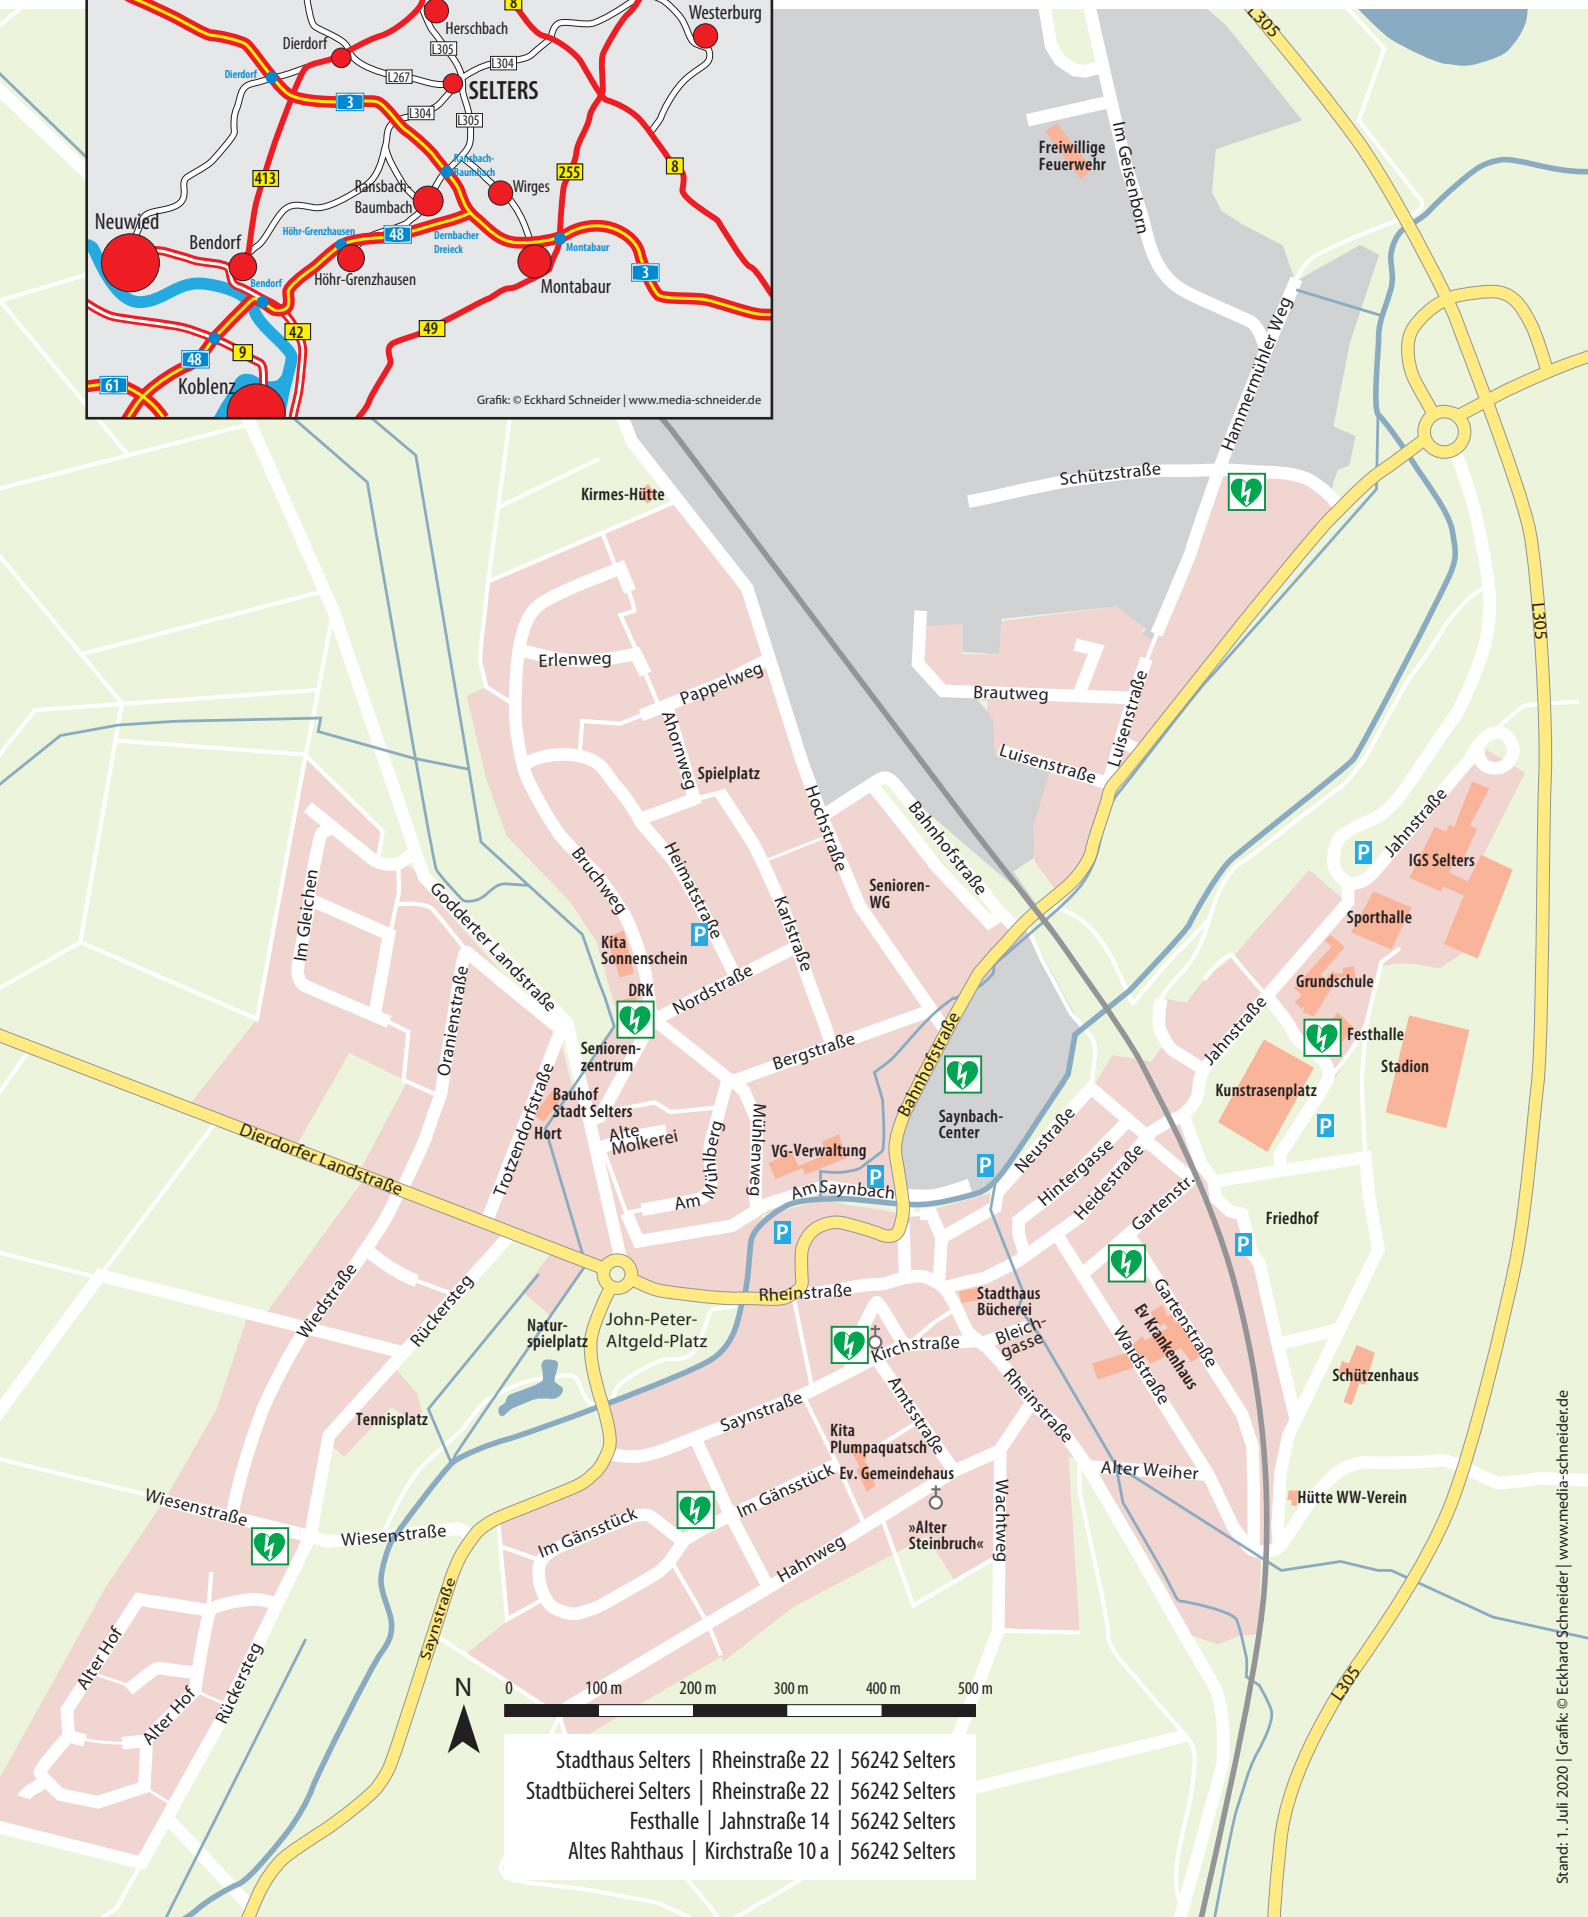 Westerburg
8
Herschbach
Dierdorf
L305
L304
Dierdorf
L267
SELTERS
3
L304
L305
Ransbach-
Baumbach
413
255
8
Ransbach-
Baumbach
Wirges
Neuwied
Bendorf
Höhr-Grenzhausen
48
Dernbacher
Dreieck
Montabaur
Höhr-Grenzhausen
Bendorf
Montabaur
3
42
49
9
48
61
Koblenz
Grafik: © Eckhard Schneider | www.media-schneider.de
L305
Freiwillige
Feuerwehr
Im Geisenborn
Hammermühler Weg
Schützstraße
Kirmes-Hütte
L305
Erlenweg
Pappelweg
Ahornweg
Spielplatz
Brautweg
Luisenstraße
Luisenstraße
Hochstraße
Bahnhofstraße
Jahnstraße
P
IGS Selters
Sporthalle
Bruchweg
Heimatstraße
Karlstraße
Senioren-
WG
Im Gleichen
Godderter Landstraße
P
Kita
Sonnenschein
DRK
Nordstraße
Grundschule
Festhalle
Stadion
Jahnstraße
Kunstrasenplatz
P
Oranienstraße
Senioren-
zentrum
Bergstraße
Bahnhofstraße
Bauhof
Stadt Selters
Hort
Alte
Molkerei
Trotzendorfstraße
Mühlenweg
Am
Mühlberg
VG-Verwaltung
P
Am Saynbach
Saynbach-
Center
P
Neustraße
Hintergasse
Heidestraße
Gartenstr.
Friedhof
P
Dierdorfer Landstraße
P
Rheinstraße
Wiedstraße
Rückersteg
Natur-
spielplatz
John-Peter-
Altgeld-Platz
Stadthaus
Bücherei
Bleich-
gasse
Kirchstraße
Ev Krankenhaus
Gartenstraße
Waldstraße
Schützenhaus
Tennisplatz
Saynstraße
Amtsstraße
Rheinstraße
Kita
Plumpaquatsch
Ev. Gemeindehaus
Alter Weiher
Hütte WW-Verein
Wiesenstraße
Wiesenstraße
Im Gänsstück
Im Gänsstück
Hahnweg
»Alter
Steinbruch«
Wachtweg
Saynstraße
Alter Hof
Alter Hof
Rückersteg
L305
N
0 100 m 200 m 300 m 400 m 500 m
Stadthaus Selters | Rheinstraße 22 | 56242 Selters
Stadtbücherei Selters | Rheinstraße 22 | 56242 Selters
Festhalle | Jahnstraße 14 | 56242 Selters
Altes Rahthaus | Kirchstraße 10 a | 56242 Selters
Stand: 1. Juli 2020 | Grafik: © Eckhard Schneider | www.media-schneider.de